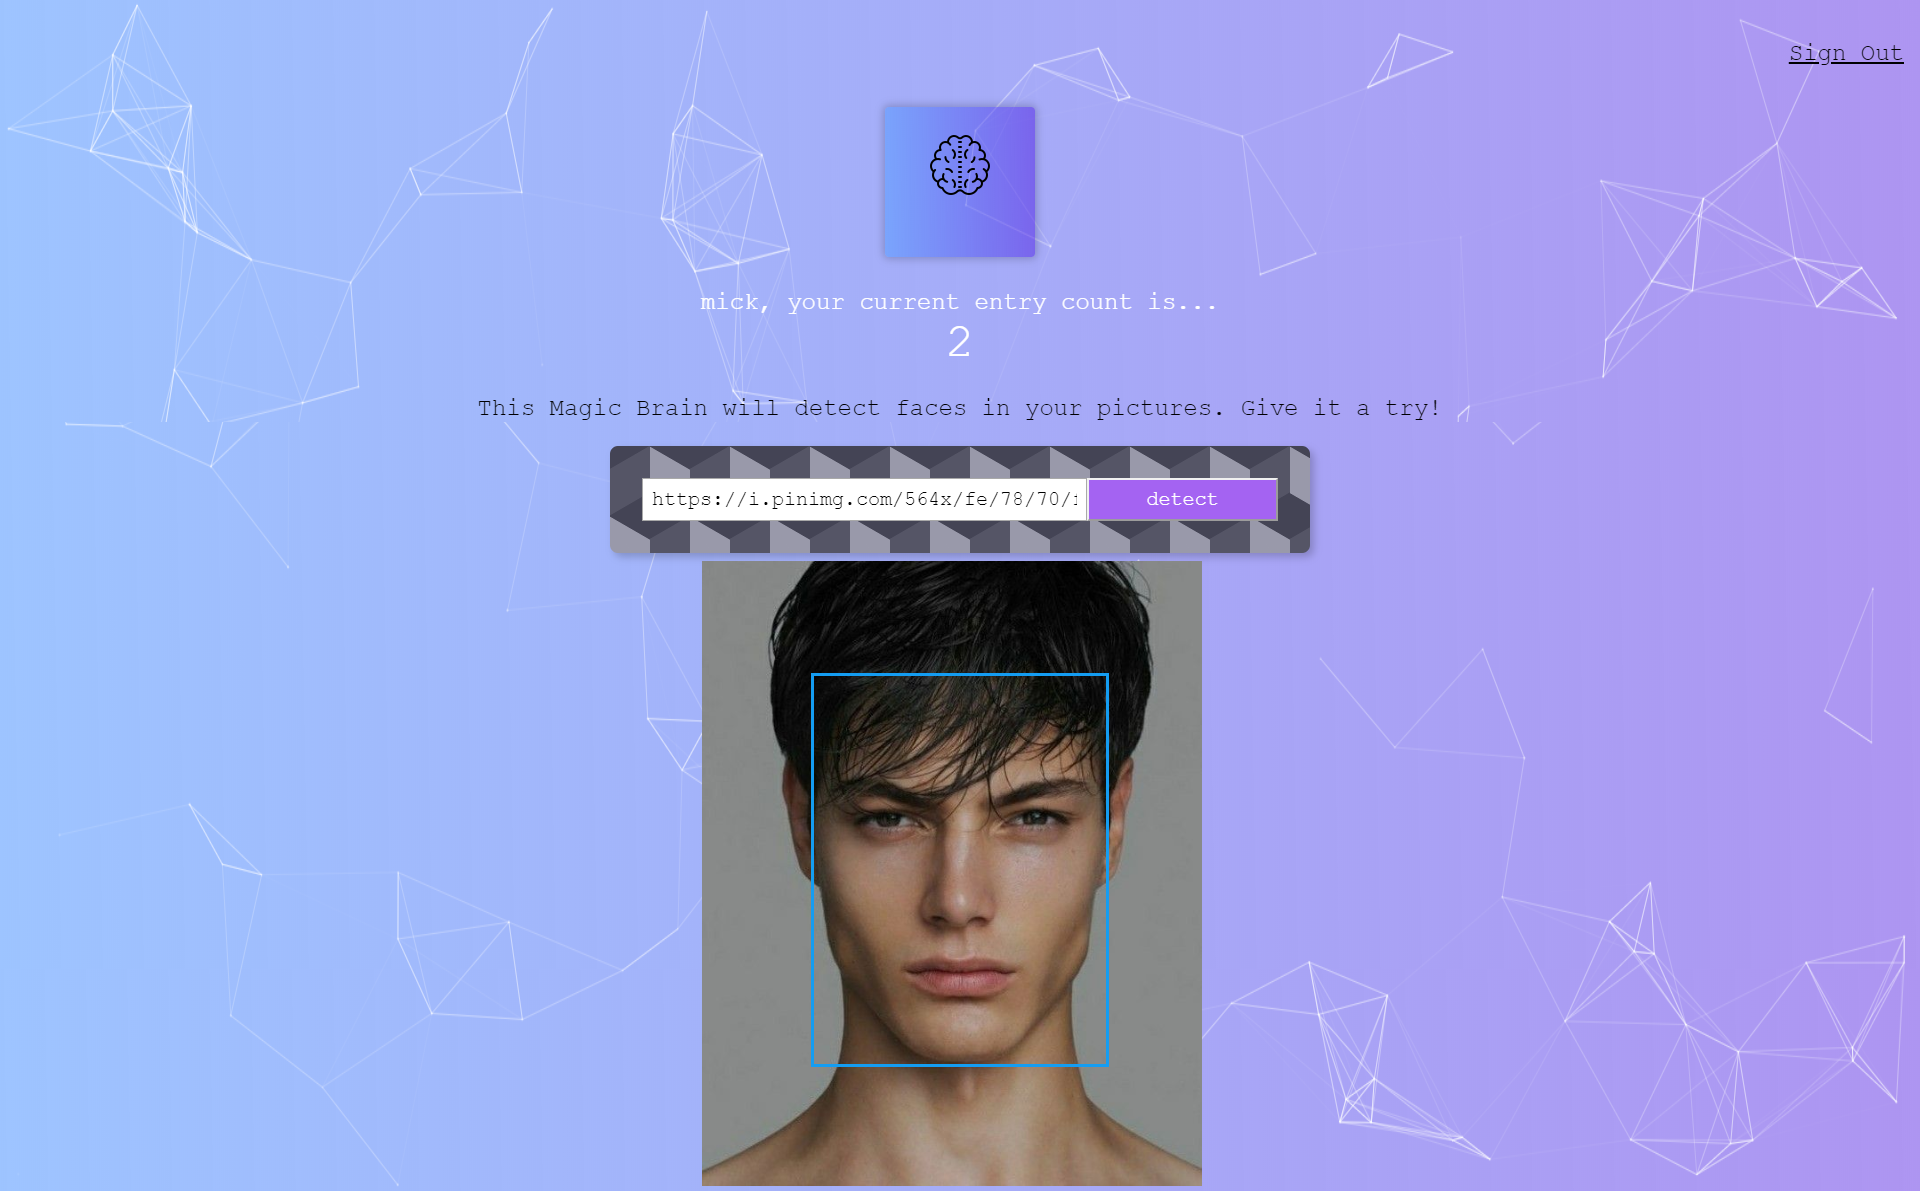 Sign Out
mick, your current entry count is...
2
This Magic Brain will detect faces in your pictures. Give it a try!
https://i.pinimg.com/564x/fe/78/70/
detect